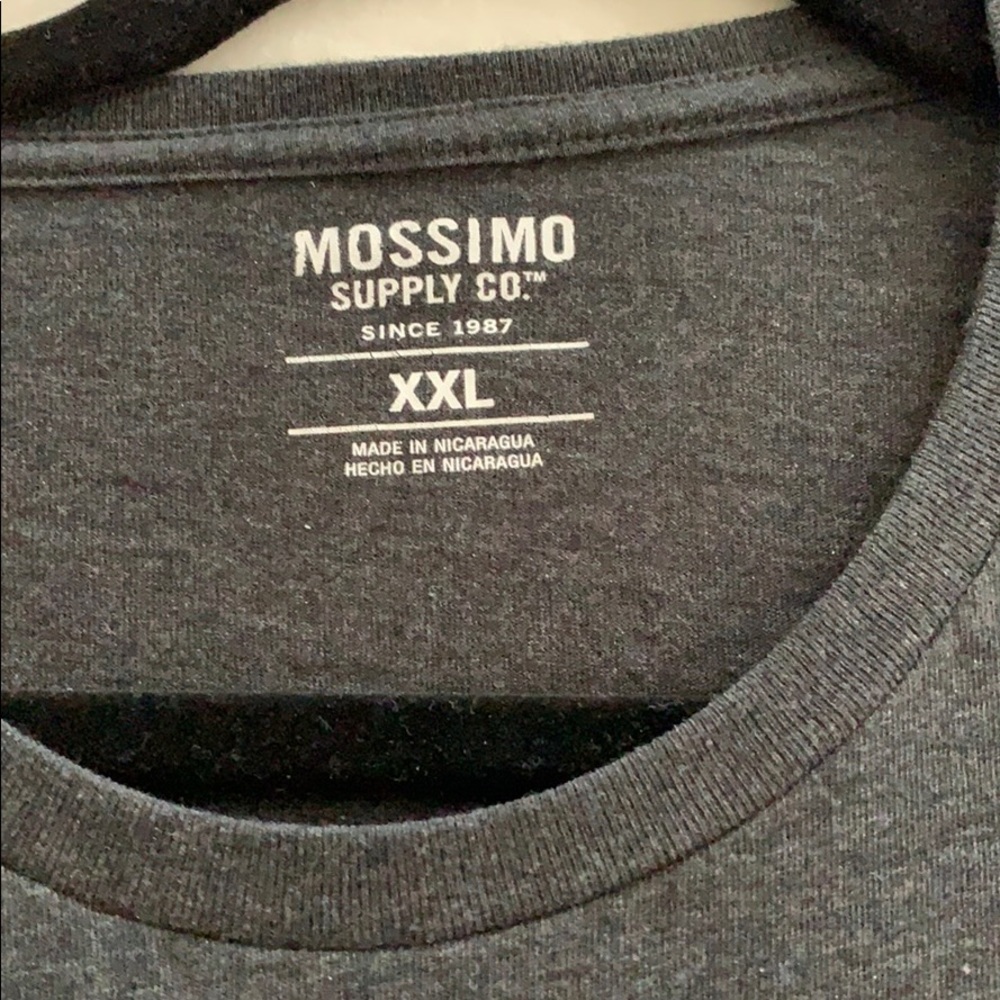 MOSSIMO
SUPPLY CO.™
SINCE 1987
XXL
MADE IN NICARAGUA
HECHO EN NICARAGUA